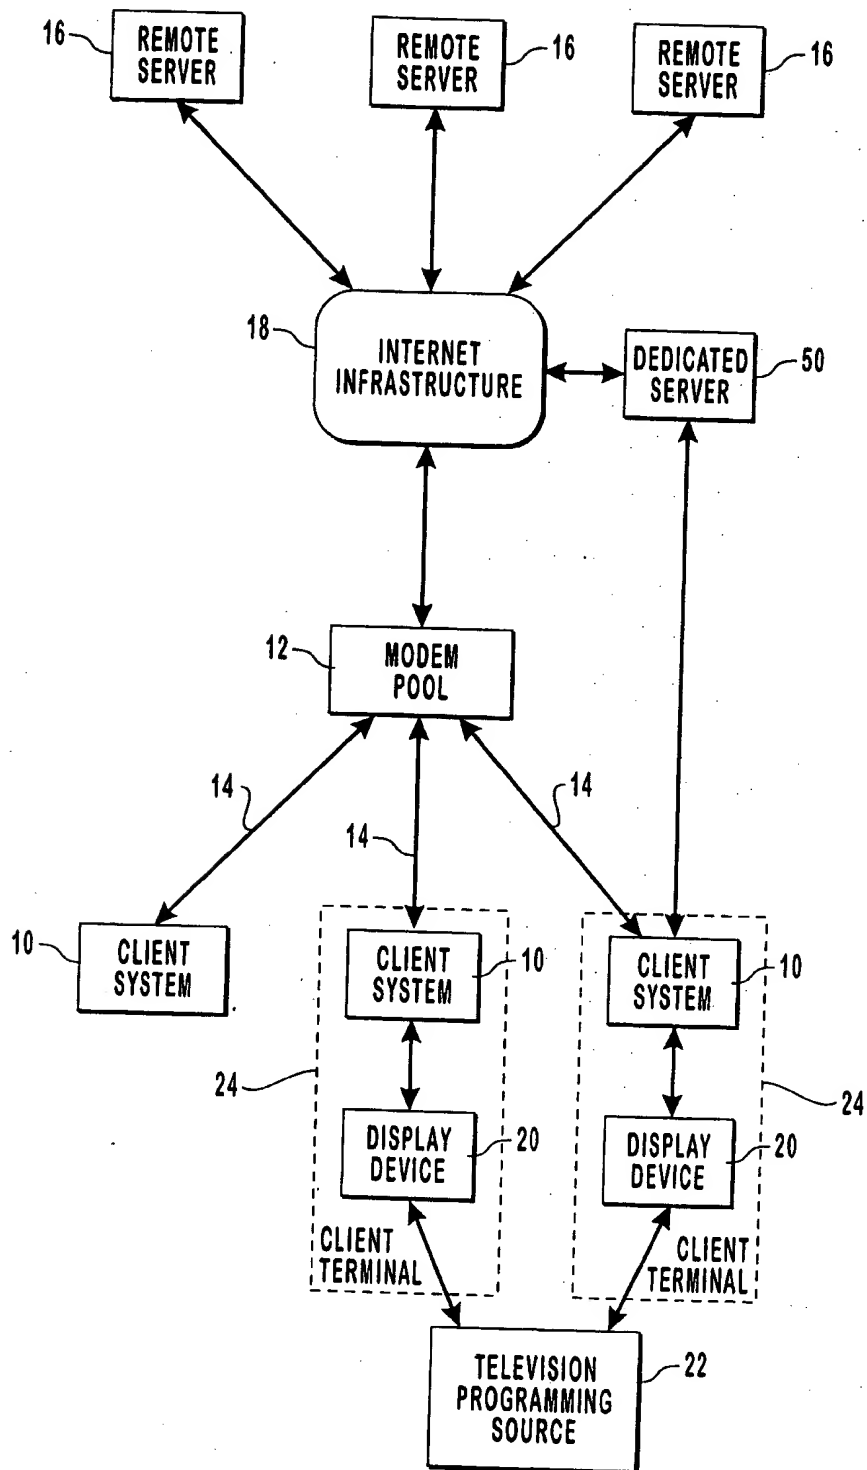 16
REMOTE
SERVER
REMOTE
SERVER
16
REMOTE
SERVER
16
18
INTERNET
INFRASTRUCTURE
DEDICATED
SERVER
50
12
MODEM
POOL
14
14
14
10
CLIENT
SYSTEM
CLIENT
SYSTEM
10
CLIENT
SYSTEM
10
24
24
DISPLAY
DEVICE
20
DISPLAY
DEVICE
20
CLIENT
TERMINAL
CLIENT
TERMINAL
TELEVISION
PROGRAMMING
SOURCE
22